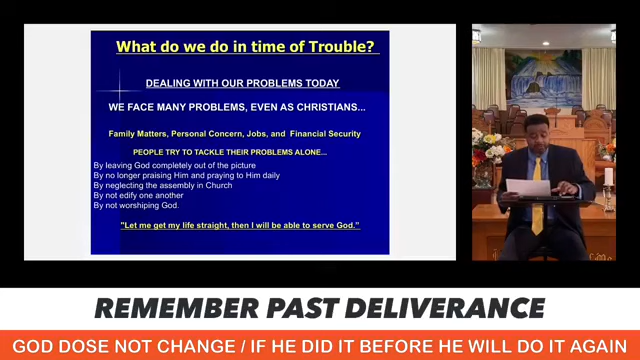 What do we do in time of Trouble?
DEALING WITH OUR PROBLEMS TODAY
WE FACE MANY PROBLEMS, EVEN AS CHRISTIANS...
Family Matters, Personal Concern, Jobs, and Financial Security
PEOPLE TRY TO TACKLE THEIR PROBLEMS ALONE...
By leaving God completely out of the picture
By no longer praising Him and praying to Him daily
By neglecting the assembly in Church
By not edify one another
By not worshiping God.
"Let me get my life straight, then I will be able to serve God."
REMEMBER PAST DELIVERANCE
GOD DOSE NOT CHANGE / IF HE DID IT BEFORE HE WILL DO IT AGAIN